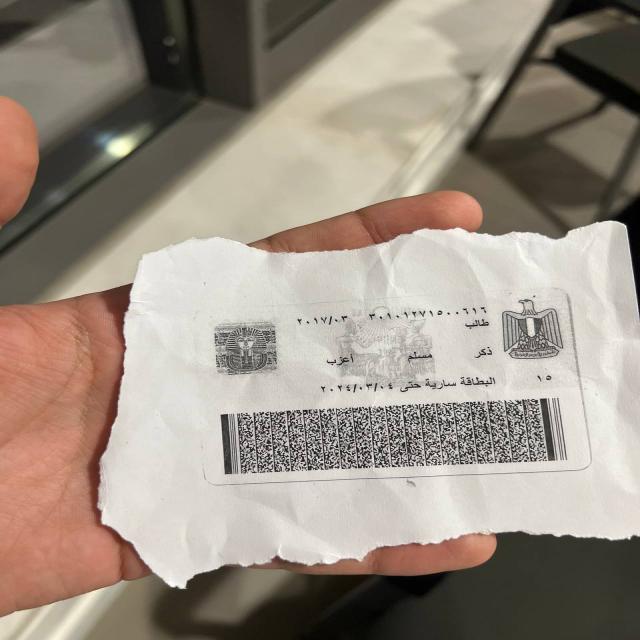 ٣٠١٠١٢٧١٥٠٠٦١٦ ٢٠١٧/٠٣
طالب
ذكر مسلم أعزب
البطاقة سارية حتى ٢٠٢٤/٠٣/٠٤
١٥